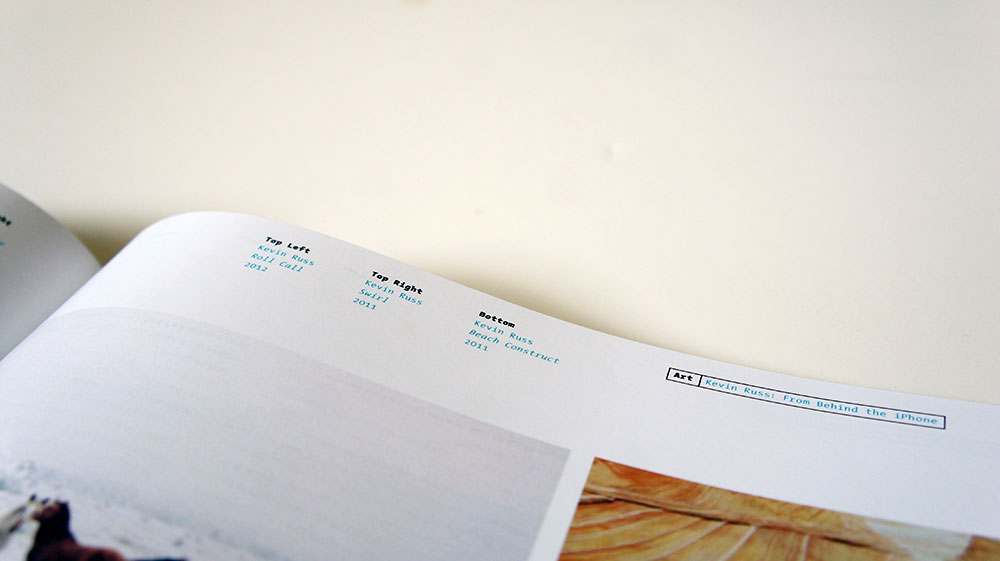 Top Left
Kevin Russ
Roll Call
2012
Top Right
Kevin Russ
Swirl
2011
Bottom
Kevin Russ
Beach Construct
2011
Art Kevin Russ: From Behind the iPhone